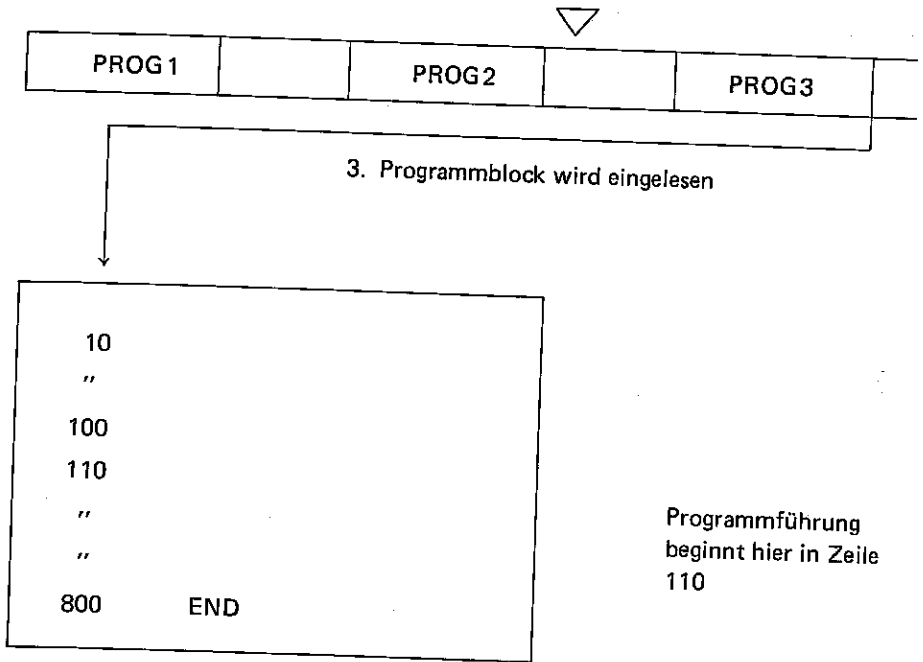 PROG1 PROG2 PROG3
3. Programmblock wird eingelesen
10
"
100
110
"
"
800 END
Programmführung
beginnt hier in Zeile
110